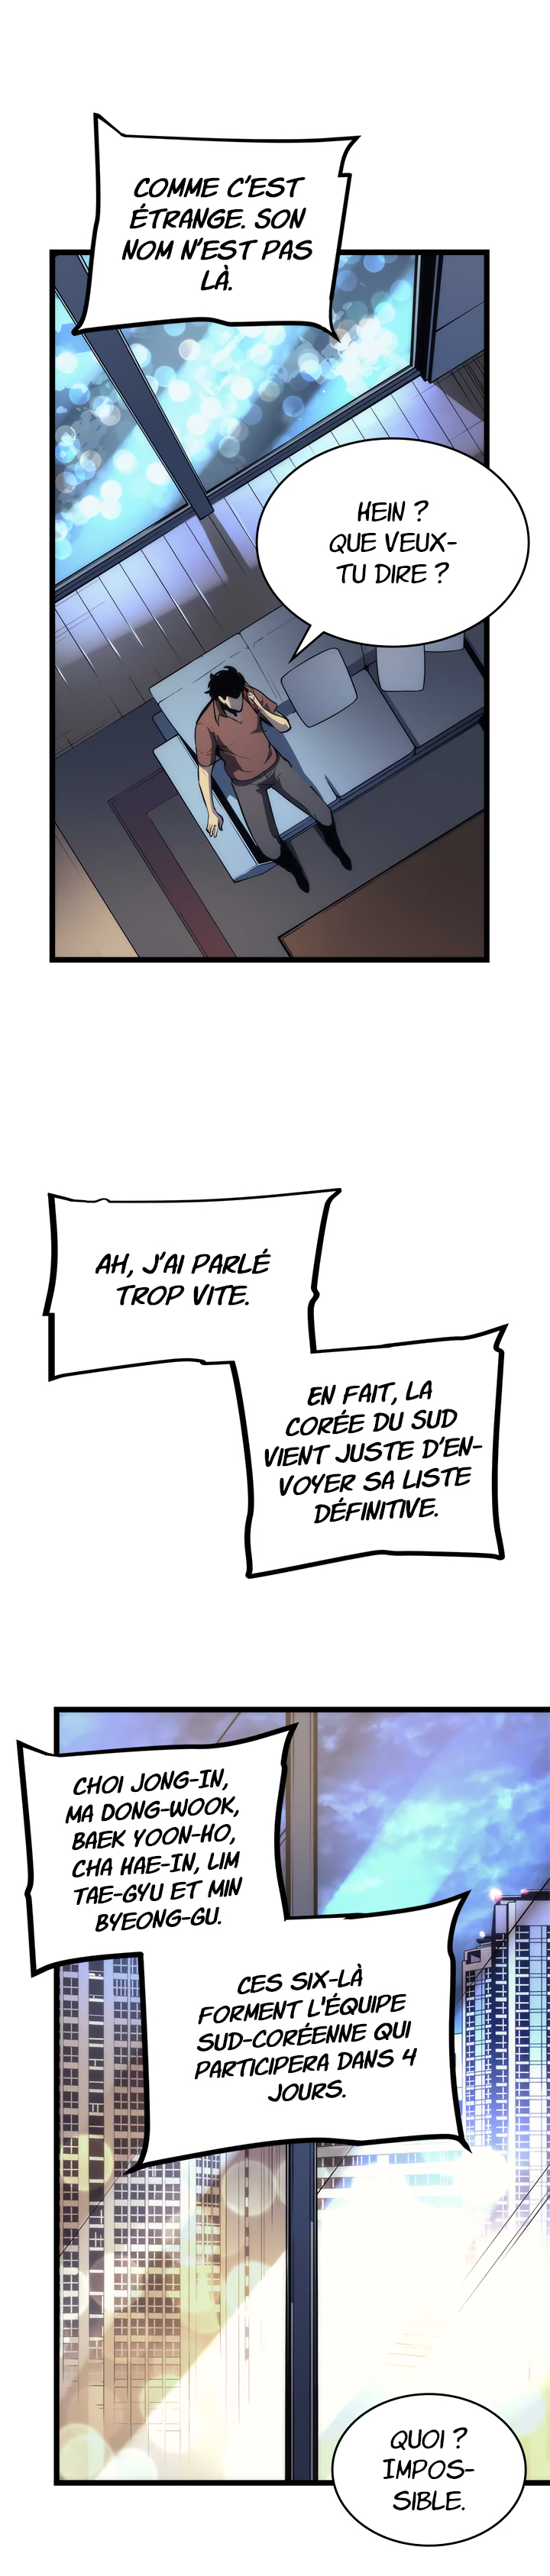 COMME C'EST
ÉTRANGE. SON
NOM N'EST PAS
LÀ.
HEIN ?
QUE VEUX-
TU DIRE ?
AH, J'AI PARLÉ
TROP VITE.
EN FAIT, LA
CORÉE DU SUD
VIENT JUSTE D'EN-
VOYER SA LISTE
DÉFINITIVE.
CHOI JONG-IN,
MA DONG-WOOK,
BAEK YOON-HO,
CHA HAE-IN, LIM
TAE-GYU ET MIN
BYEONG-GU.
CES SIX-LÀ
FORMENT L'ÉQUIPE
SUD-CORÉENNE QUI
PARTICIPERA DANS 4
JOURS.
QUOI ?
IMPOS-
SIBLE.